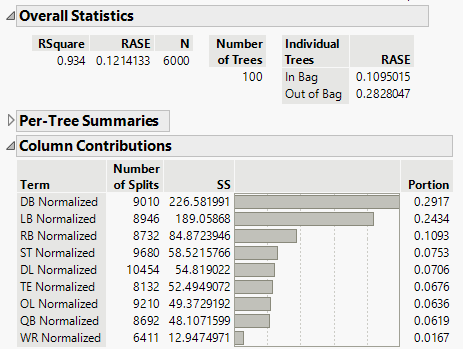 Overall Statistics
RSquare RASE N
0.934 0.1214133 6000
Number of Trees
100
Individual Trees RASE
In Bag 0.1095015
Out of Bag 0.2828047
Per-Tree Summaries
Column Contributions
Term Number of Splits SS Portion
DB Normalized 9010 226.581991 0.2917
LB Normalized 8946 189.05868 0.2434
RB Normalized 8732 84.8723946 0.1093
ST Normalized 9680 58.5215766 0.0753
DL Normalized 10454 54.819022 0.0706
TE Normalized 8132 52.4949072 0.0676
OL Normalized 9210 49.3729192 0.0636
QB Normalized 8692 48.1071599 0.0619
WR Normalized 6411 12.9474971 0.0167